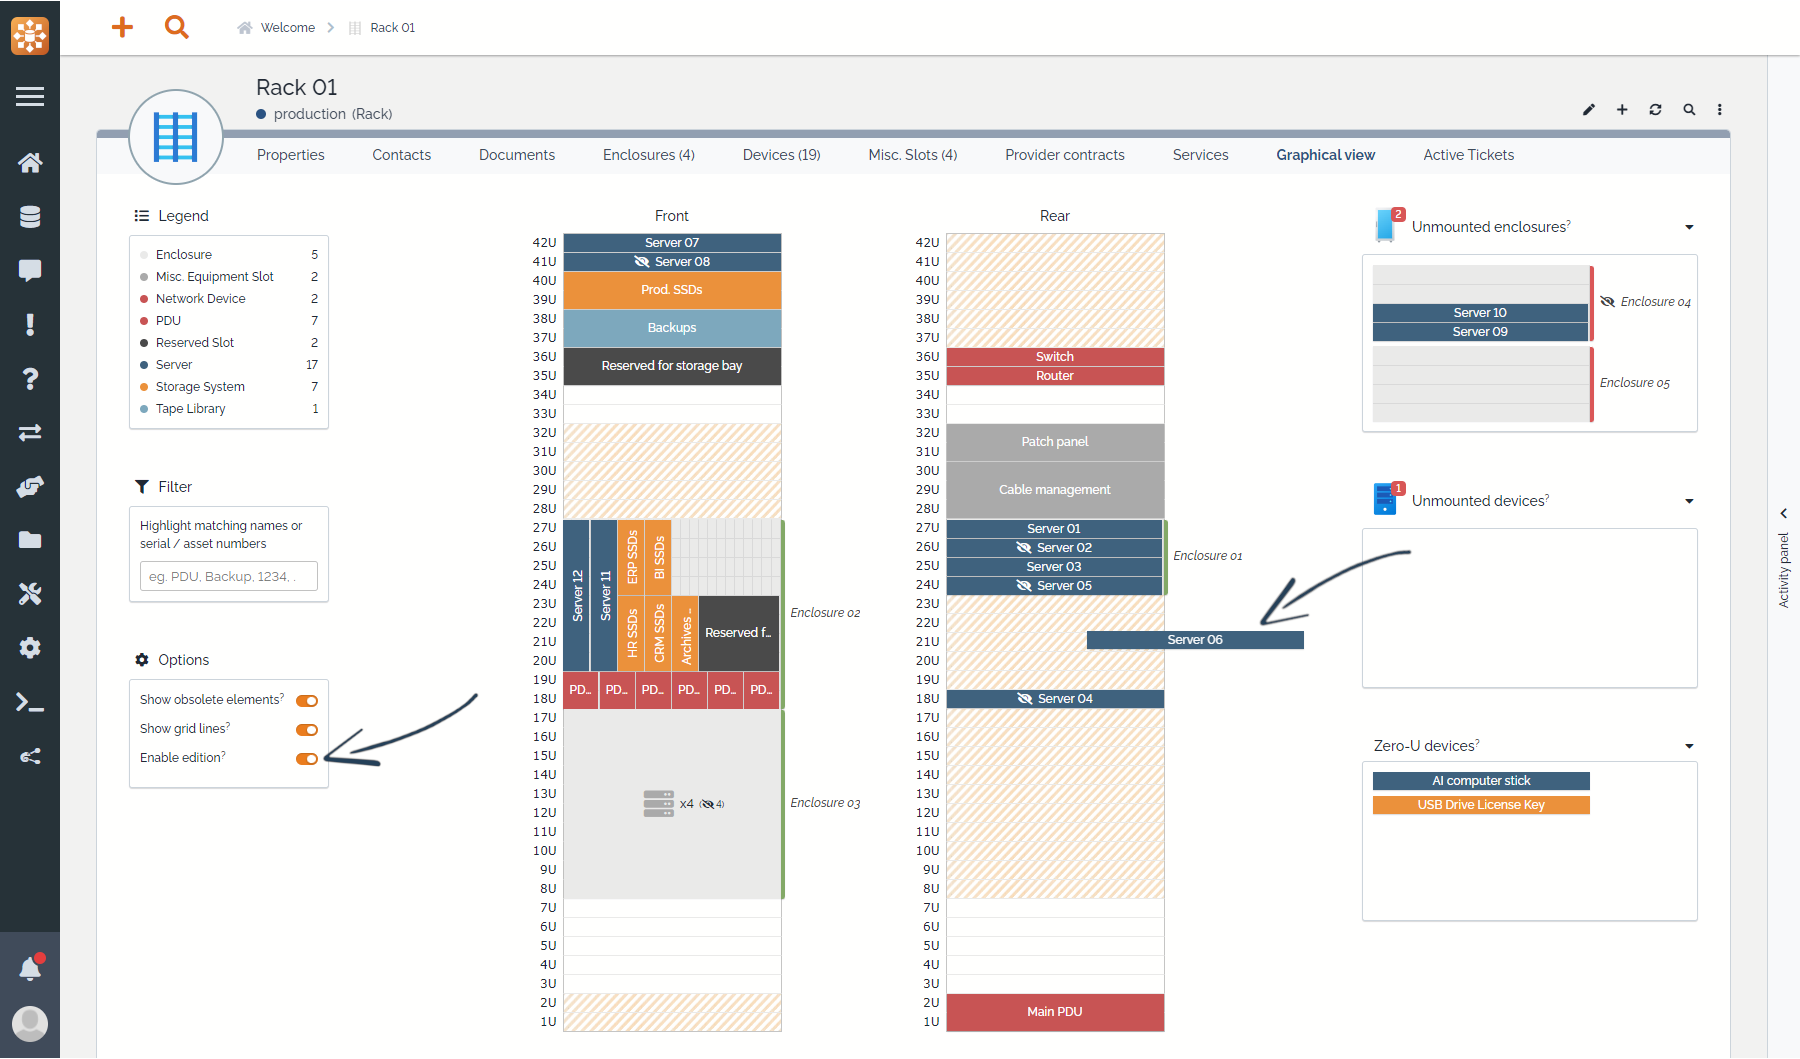 Welcome
Rack 01
Rack 01
production (Rack)
Properties
Contacts
Documents
Enclosures (4)
Devices (19)
Misc. Slots (4)
Provider contracts
Services
Graphical view
Active Tickets
Legend
Enclosure 5
Misc. Equipment Slot 2
Network Device 2
PDU 7
Reserved Slot 2
Server 17
Storage System 7
Tape Library 1
Filter
Highlight matching names or
serial / asset numbers
eg. PDU, Backup, 1234, .
Options
Show obsolete elements?
Show grid lines?
Enable edition?
Front
42U Server 07
41U Server 08
40U
Prod. SSDs
39U
38U
Backups
37U
36U
Reserved for storage bay
35U
34U
33U
32U
31U
30U
29U
28U
27U
26U
25U
24U
23U
22U
21U
20U
19U
18U
17U
16U
15U
14U
13U
12U
11U
10U
9U
8U
7U
6U
5U
4U
3U
2U
1U
Server 12
Server 11
ERP SSDs
BI SSDs
HR SSDs
CRM SSDs
Archives ...
Reserved f...
PD... PD... PD... PD... PD... PD...
Enclosure 02
x4 (4)
Enclosure 03
Rear
42U
41U
40U
39U
38U
37U
36U Switch
35U Router
34U
33U
32U
Patch panel
31U
30U
29U Cable management
28U
27U Server 01
26U Server 02
25U Server 03
24U Server 05
Enclosure 01
23U
22U
21U Server 06
20U
19U
18U Server 04
17U
16U
15U
14U
13U
12U
11U
10U
9U
8U
7U
6U
5U
4U
3U
2U
Main PDU
1U
2
Unmounted enclosures?
Server 10
Server 09
Enclosure 04
Enclosure 05
1
Unmounted devices?
Zero-U devices?
AI computer stick
USB Drive License Key
Activity panel